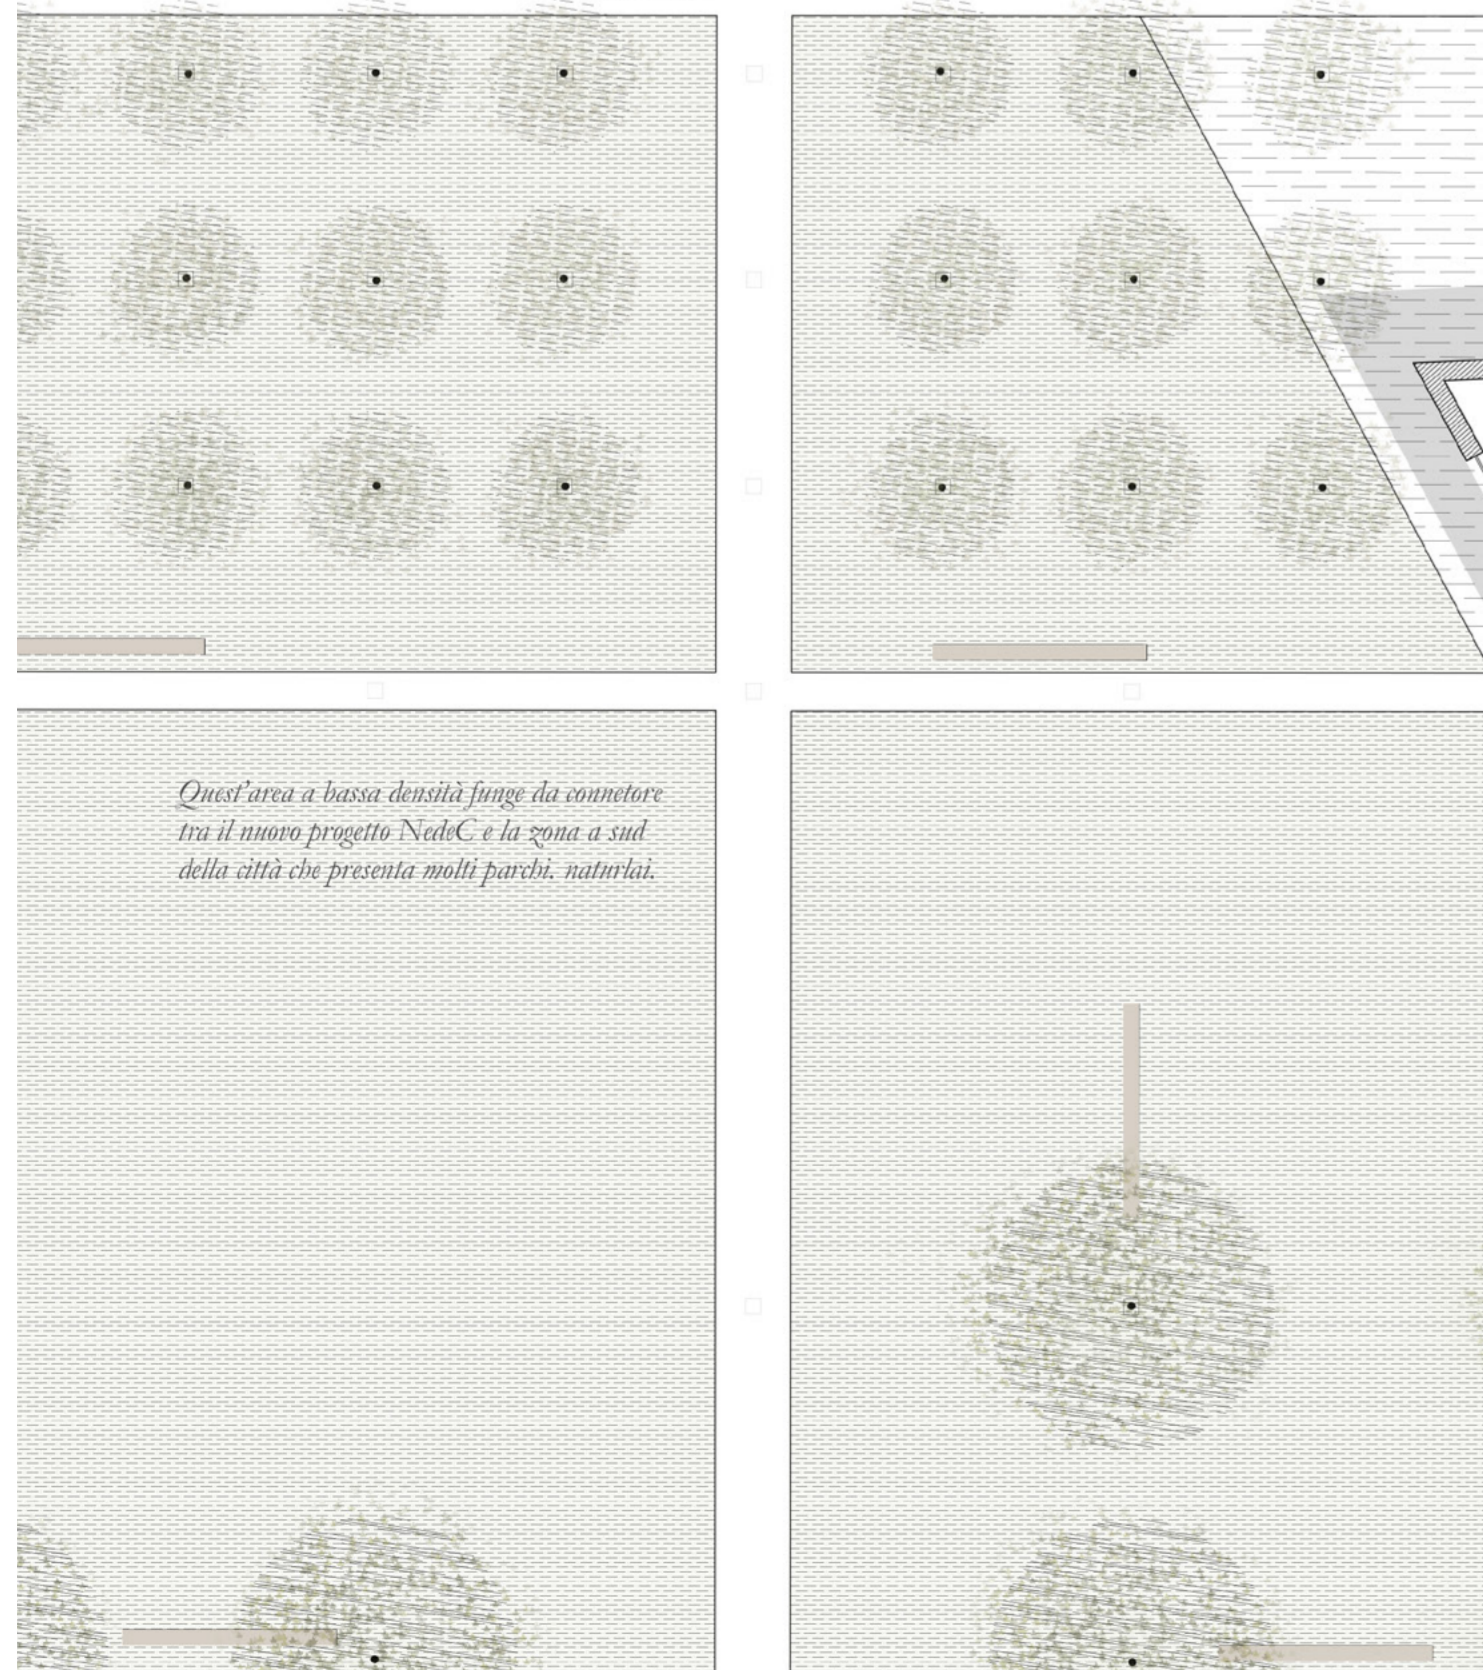 Quest'area a bassa densità funge da connetore
tra il nuovo progetto NedeC e la zona a sud
della città che presenta molti parchi. naturlai.